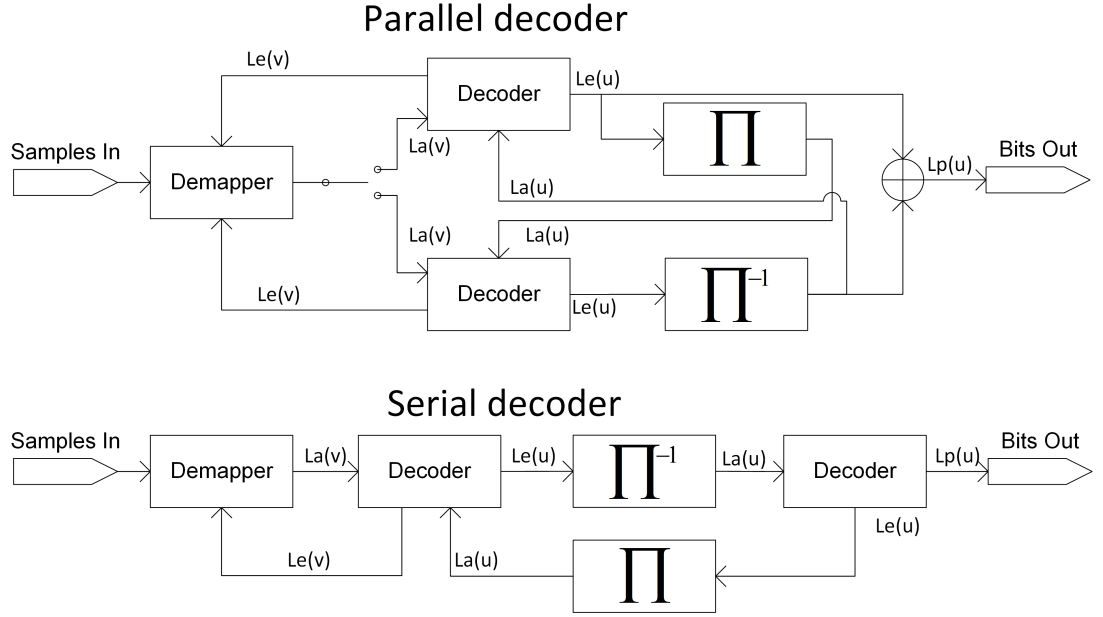 Parallel decoder
Le(v)
Decoder
Le(u)
∏
La(v)
Samples In
Demapper
La(u)
Lp(u)
Bits Out
La(v)
La(u)
Le(v)
Decoder
Le(u)
∏⁻¹
Serial decoder
Samples In
Demapper
La(v)
Decoder
Le(u)
∏⁻¹
La(u)
Decoder
Lp(u)
Bits Out
Le(v)
La(u)
∏
Le(u)